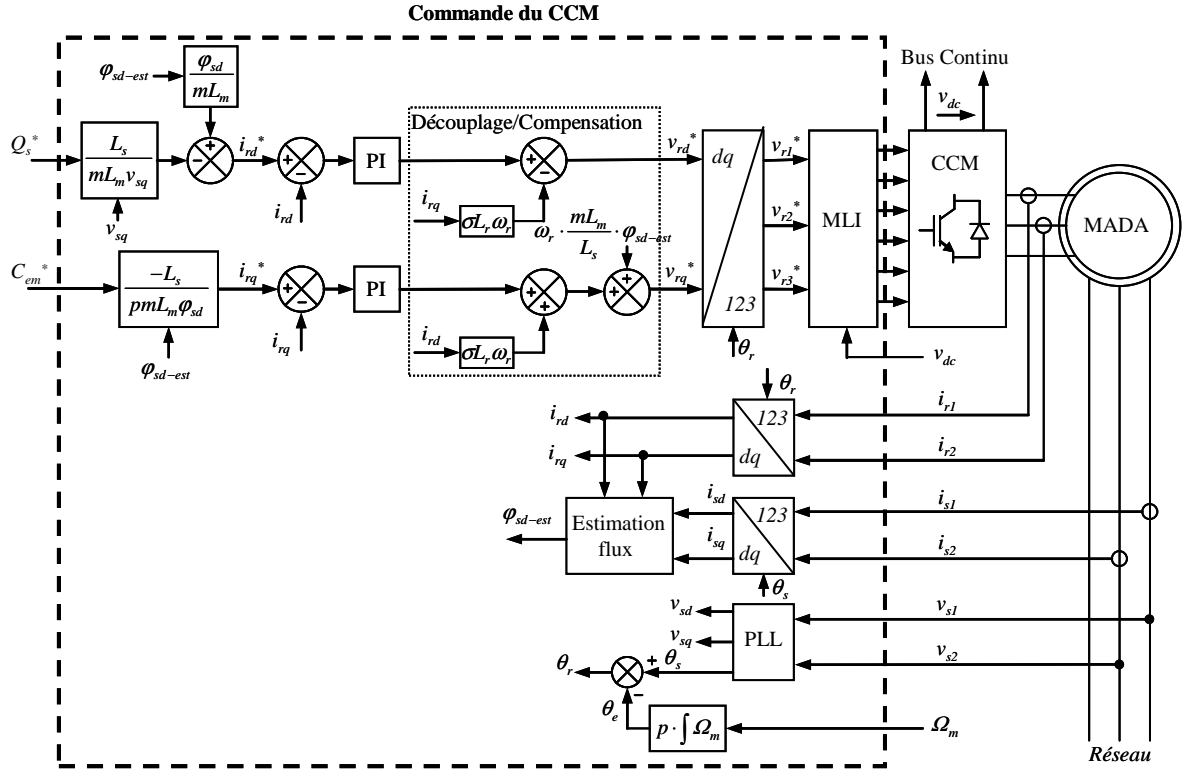 Commande du CCM
φsd−est
φsd
mLm
Qs*
Ls
mLmvsq
vsq
−
+
ird*
+
−
ird
PI
Découplage/Compensation
+
−
irq
σLrωr
ωr · mLm/Ls · φsd−est
vrd*
Cem*
−Ls
pmLmφsd
φsd−est
irq*
+
−
irq
PI
+
+
+
+
ird
σLrωr
vrq*
dq
123
θr
vr1*
vr2*
vr3*
MLI
vdc
Bus Continu
vdc
CCM
MADA
θr
ird
irq
123
dq
ir1
ir2
φsd−est
Estimation
flux
isd
isq
123
dq
θs
is1
is2
vsd
vsq
PLL
vs1
vs2
θr
+
θs
−
θe
p · ∫ Ωm
Ωm
Réseau